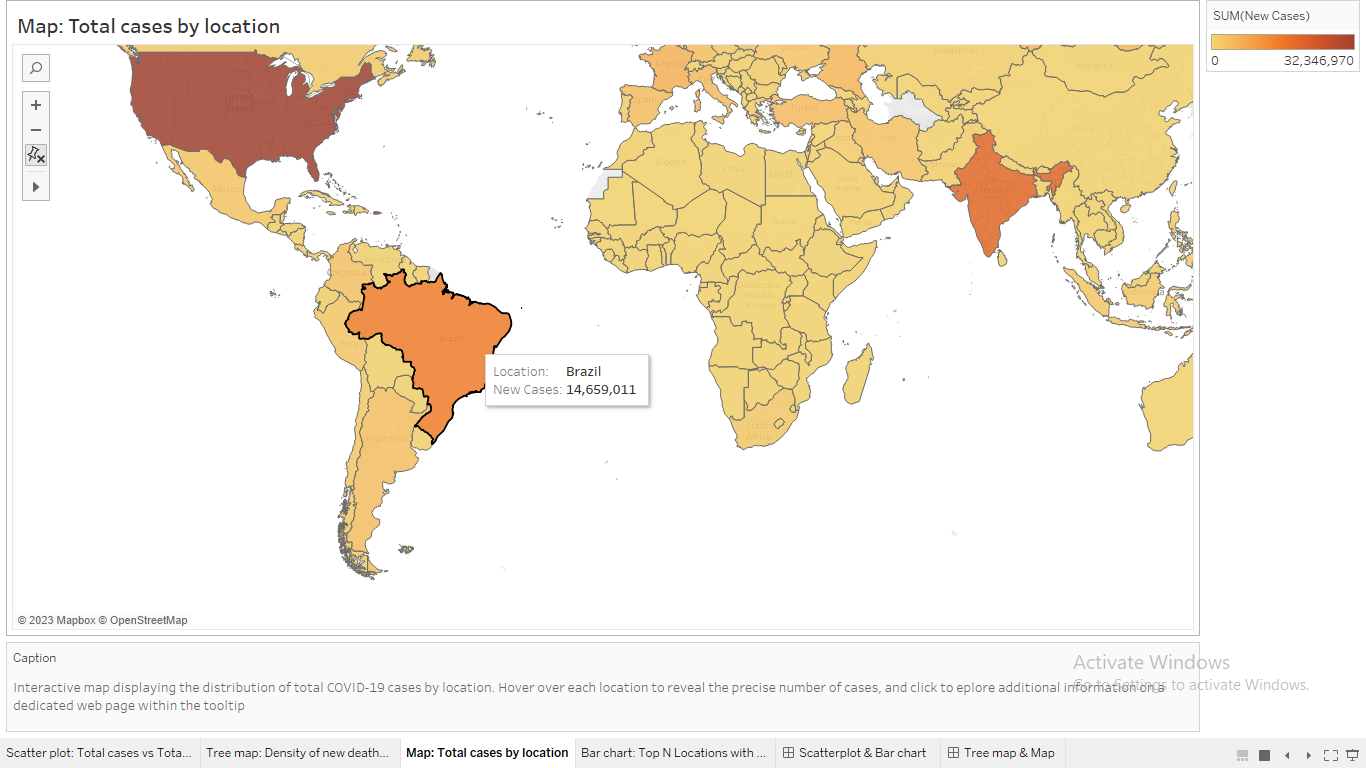 Map: Total cases by location
SUM(New Cases)
0 32,346,970
Kazakhstan
Ukraine
France
Mongolia
United
States
Spain
Turkey
China
Iran
Algeria
Libya
Egypt
Saudi
Arabia
Mexico
India
Sudan
Venezuela
Colombia
Democratic
Republic
of Congo
Brazil
Peru
Location: Brazil
New Cases: 14,659,011
South
Africa
Argentina
© 2023 Mapbox © OpenStreetMap
Caption
Interactive map displaying the distribution of total COVID-19 cases by location. Hover over each location to reveal the precise number of cases, and click to eplore additional information on a
dedicated web page within the tooltip
Activate Windows
Go to Settings to activate Windows.
Scatter plot: Total cases vs Tota... Tree map: Density of new death... Map: Total cases by location Bar chart: Top N Locations with ... Scatterplot & Bar chart Tree map & Map